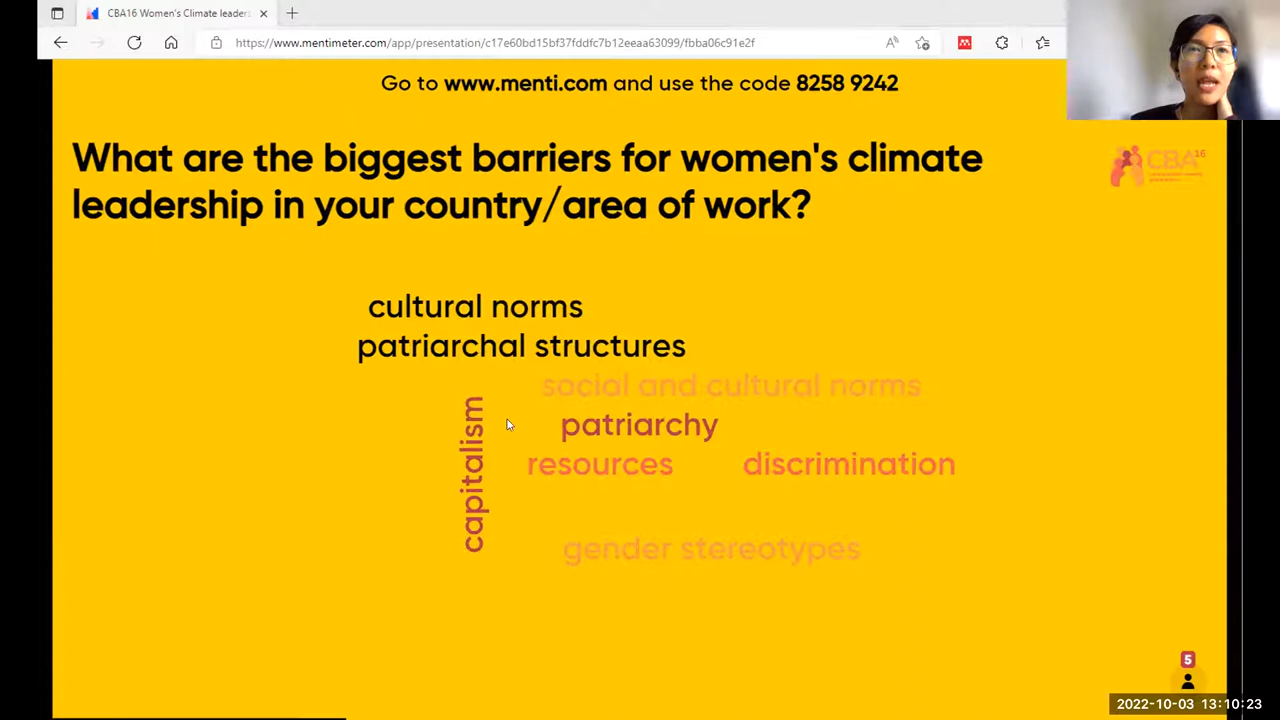 CBA16 Women's Climate leaders
https://www.mentimeter.com/app/presentation/c17e60bd15bf37fddfc7b12eeaa63099/fbba06c91e2f
Go to www.menti.com and use the code 8258 9242
What are the biggest barriers for women's climate
leadership in your country/area of work?
CBA16
cultural norms
patriarchal structures
social and cultural norms
capitalism
patriarchy
resources
discrimination
gender stereotypes
5
2022-10-03 13:10:23